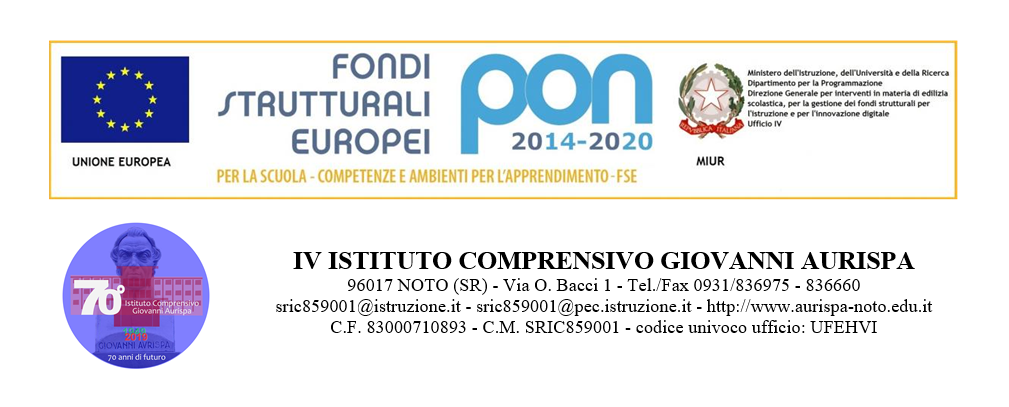 FONDI
STRUTTURALI
EUROPEI
pon
2014-2020
PER LA SCUOLA - COMPETENZE E AMBIENTI PER L'APPRENDIMENTO-FSE
UNIONE EUROPEA
REPUBBLICA ITALIANA
MIUR
Ministero dell'Istruzione, dell'Università e della Ricerca
Dipartimento per la Programmazione
Direzione Generale per interventi in materia di edilizia
scolastica, per la gestione dei fondi strutturali per
l'Istruzione e per l'Innovazione digitale
Ufficio IV
70°
Istituto Comprensivo
Giovanni Aurispa
GIOVANNI AVRISPA
70 anni di futuro
IV ISTITUTO COMPRENSIVO GIOVANNI AURISPA
96017 NOTO (SR) - Via O. Bacci 1 - Tel./Fax 0931/836975 - 836660
sric859001@istruzione.it - sric859001@pec.istruzione.it - http://www.aurispa-noto.edu.it
C.F. 83000710893 - C.M. SRIC859001 - codice univoco ufficio: UFEHVI